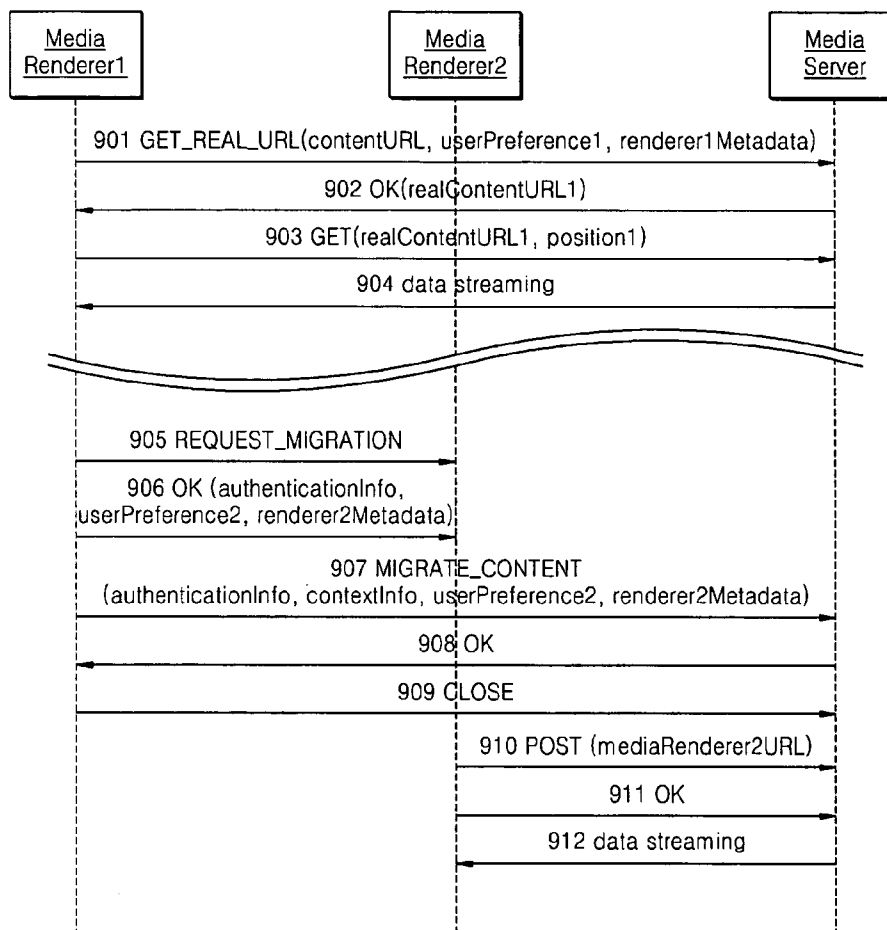 Media
Renderer1
Media
Renderer2
Media
Server
901 GET_REAL_URL(contentURL, userPreference1, renderer1Metadata)
902 OK(realContentURL1)
903 GET(realContentURL1, position1)
904 data streaming
905 REQUEST_MIGRATION
906 OK (authenticationInfo,
userPreference2, renderer2Metadata)
907 MIGRATE_CONTENT
(authenticationInfo, contextInfo, userPreference2, renderer2Metadata)
908 OK
909 CLOSE
910 POST (mediaRenderer2URL)
911 OK
912 data streaming